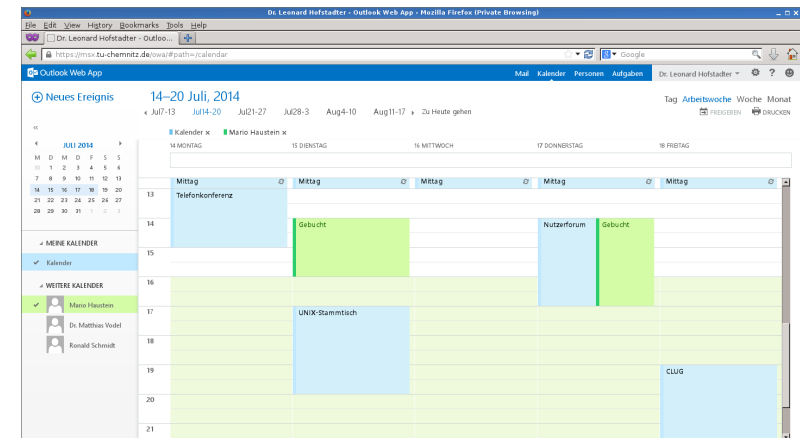 Dr. Leonard Hofstadter - Outlook Web App - Mozilla Firefox (Private Browsing)
File Edit View History Bookmarks Tools Help
Dr. Leonard Hofstadter - Outloo...
https://msx.tu-chemnitz.de/owa/#path=/calendar
Google
Outlook Web App
Mail Kalender Personen Aufgaben Dr. Leonard Hofstadter ?
Neues Ereignis
14–20 Juli, 2014
Tag Arbeitswoche Woche Monat
Jul7-13 Jul14-20 Jul21-27 Jul28-3 Aug4-10 Aug11-17 Zu Heute gehen
FREIGEBEN DRUCKEN
«
Kalender x Mario Haustein x
JULI 2014
14 MONTAG 15 DIENSTAG 16 MITTWOCH 17 DONNERSTAG 18 FREITAG
M D M D F S S
30 1 2 3 4 5 6
7 8 9 10 11 12 13
14 15 16 17 18 19 20
21 22 23 24 25 26 27
28 29 30 31 1 2 3
Mittag Mittag Mittag Mittag Mittag
13 Telefonkonferenz
14 Gebucht Nutzerforum Gebucht
MEINE KALENDER
15
Kalender
16
WEITERE KALENDER
Mario Haustein
17 UNIX-Stammtisch
Dr. Matthias Vodel
18
Ronald Schmidt
19 CLUG
20
21